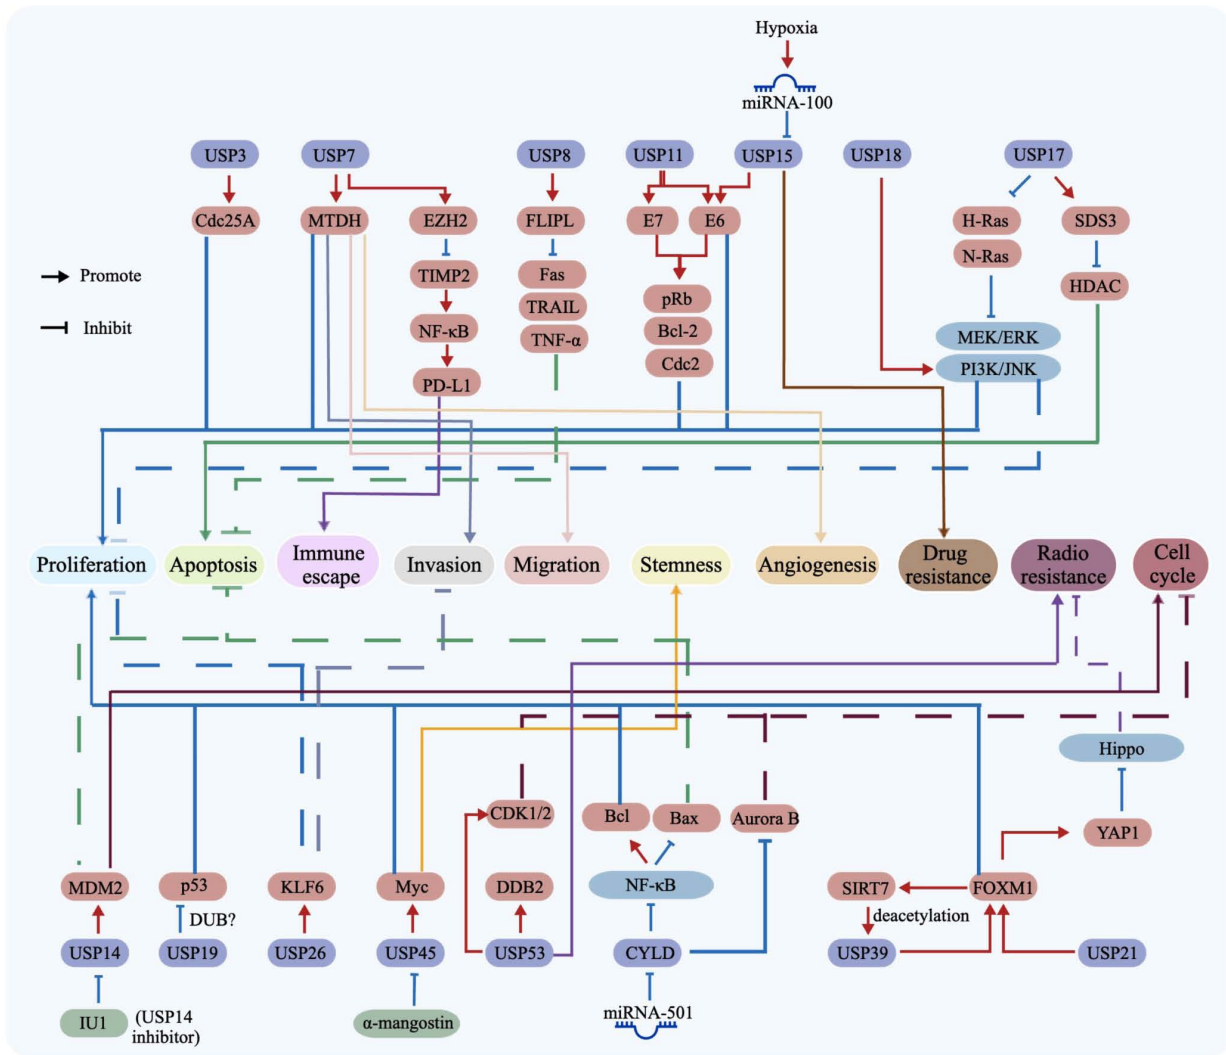 Hypoxia
miRNA-100
USP3
USP7
USP8
USP11
USP15
USP18
USP17
Cdc25A
MTDH
EZH2
FLIPL
E7
E6
H-Ras
SDS3
N-Ras
Promote
TIMP2
Fas
HDAC
TRAIL
pRb
Inhibit
NF-κB
TNF-α
Bcl-2
MEK/ERK
Cdc2
PI3K/JNK
PD-L1
Proliferation
Apoptosis
Immune
escape
Invasion
Migration
Stemness
Angiogenesis
Drug
resistance
Radio
resistance
Cell
cycle
Hippo
CDK1/2
Bcl
Bax
Aurora B
YAP1
MDM2
p53
KLF6
Myc
DDB2
NF-κB
SIRT7
FOXM1
DUB?
deacetylation
USP14
USP19
USP26
USP45
USP53
CYLD
USP39
USP21
IU1
(USP14
inhibitor)
α-mangostin
miRNA-501